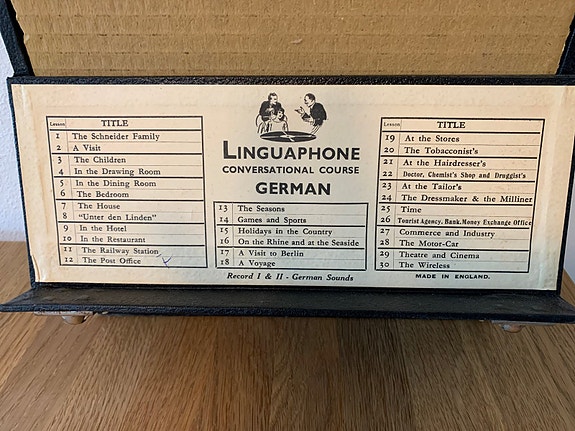 Lesson TITLE
1 The Schneider Family
2 A Visit
3 The Children
4 In the Drawing Room
5 In the Dining Room
6 The Bedroom
7 The House
8 "Unter den Linden"
9 In the Hotel
10 In the Restaurant
11 The Railway Station
12 The Post Office
LINGUAPHONE
CONVERSATIONAL COURSE
GERMAN
13 The Seasons
14 Games and Sports
15 Holidays in the Country
16 On the Rhine and at the Seaside
17 A Visit to Berlin
18 A Voyage
Record I & II - German Sounds
Lesson TITLE
19 At the Stores
20 The Tobacconist's
21 At the Hairdresser's
22 Doctor, Chemist's Shop and Druggist's
23 At the Tailor's
24 The Dressmaker & the Milliner
25 Time
26 Tourist Agency, Bank, Money Exchange Office
27 Commerce and Industry
28 The Motor-Car
29 Theatre and Cinema
30 The Wireless
MADE IN ENGLAND.